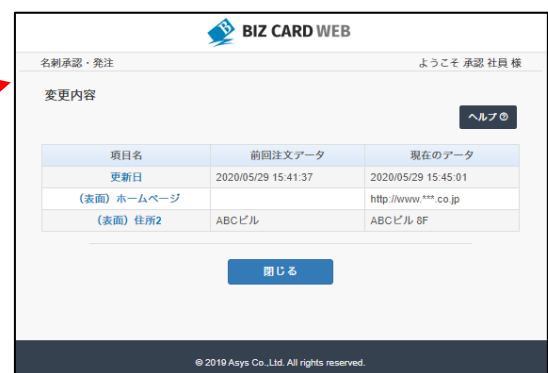 BIZ CARD WEB
名刺承認・発注 ようこそ 承認 社員 様
変更内容
ヘルプ
項目名 前回注文データ 現在のデータ
更新日 2020/05/29 15:41:37 2020/05/29 15:45:01
(表面) ホームページ http://www.***.co.jp
(表面) 住所2 ABCビル ABCビル 8F
閉じる
© 2019 Asys Co.,Ltd. All rights reserved.